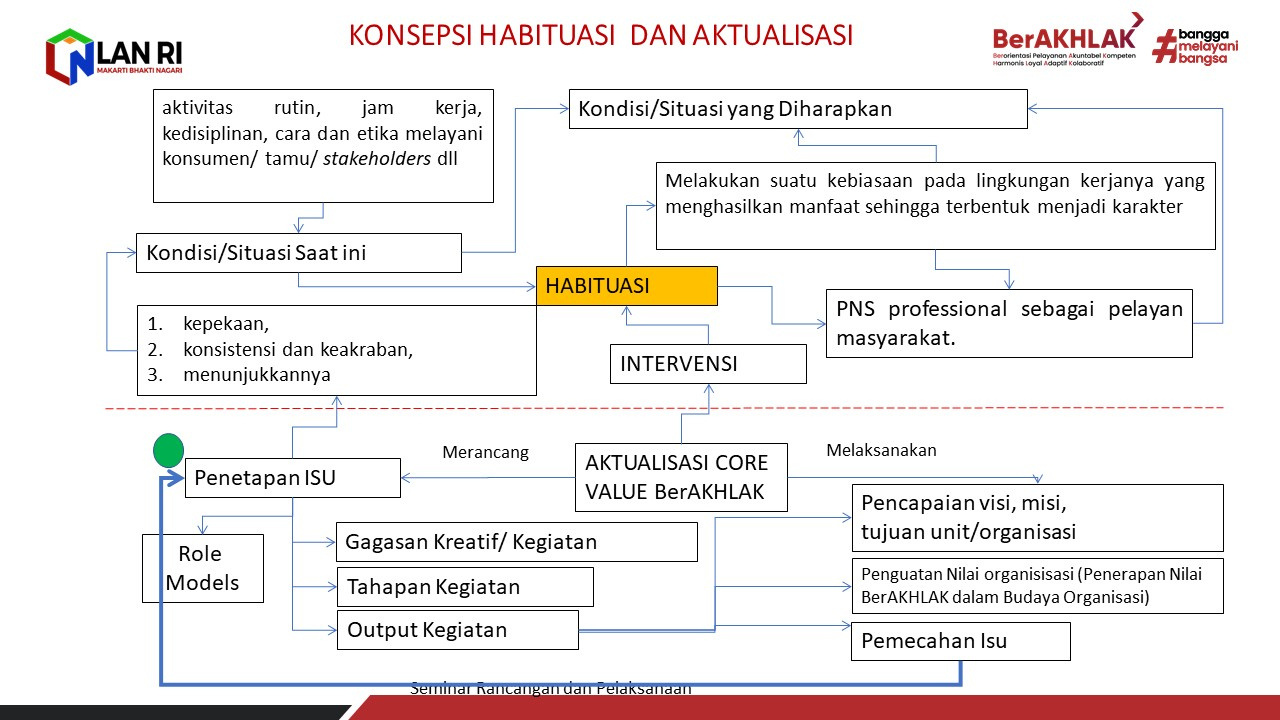 KONSEPSI HABITUASI DAN AKTUALISASI
LAN RI
MAKARTI BHAKTI NAGARI
BerAKHLAK
Berorientasi Pelayanan Akuntabel Kompeten
Harmonis Loyal Adaptif Kolaboratif
#bangga
melayani
bangsa
aktivitas rutin, jam kerja,
kedisiplinan, cara dan etika melayani
konsumen/ tamu/ stakeholders dll
Kondisi/Situasi yang Diharapkan
Melakukan suatu kebiasaan pada lingkungan kerjanya yang
menghasilkan manfaat sehingga terbentuk menjadi karakter
Kondisi/Situasi Saat ini
HABITUASI
PNS professional sebagai pelayan
masyarakat.
1. kepekaan,
2. konsistensi dan keakraban,
3. menunjukkannya
INTERVENSI
Merancang
Melaksanakan
Penetapan ISU
AKTUALISASI CORE
VALUE BerAKHLAK
Pencapaian visi, misi,
tujuan unit/organisasi
Role
Models
Gagasan Kreatif/ Kegiatan
Tahapan Kegiatan
Output Kegiatan
Penguatan Nilai organisisasi (Penerapan Nilai
BerAKHLAK dalam Budaya Organisasi)
Pemecahan Isu
Seminar Rancangan dan Pelaksanaan